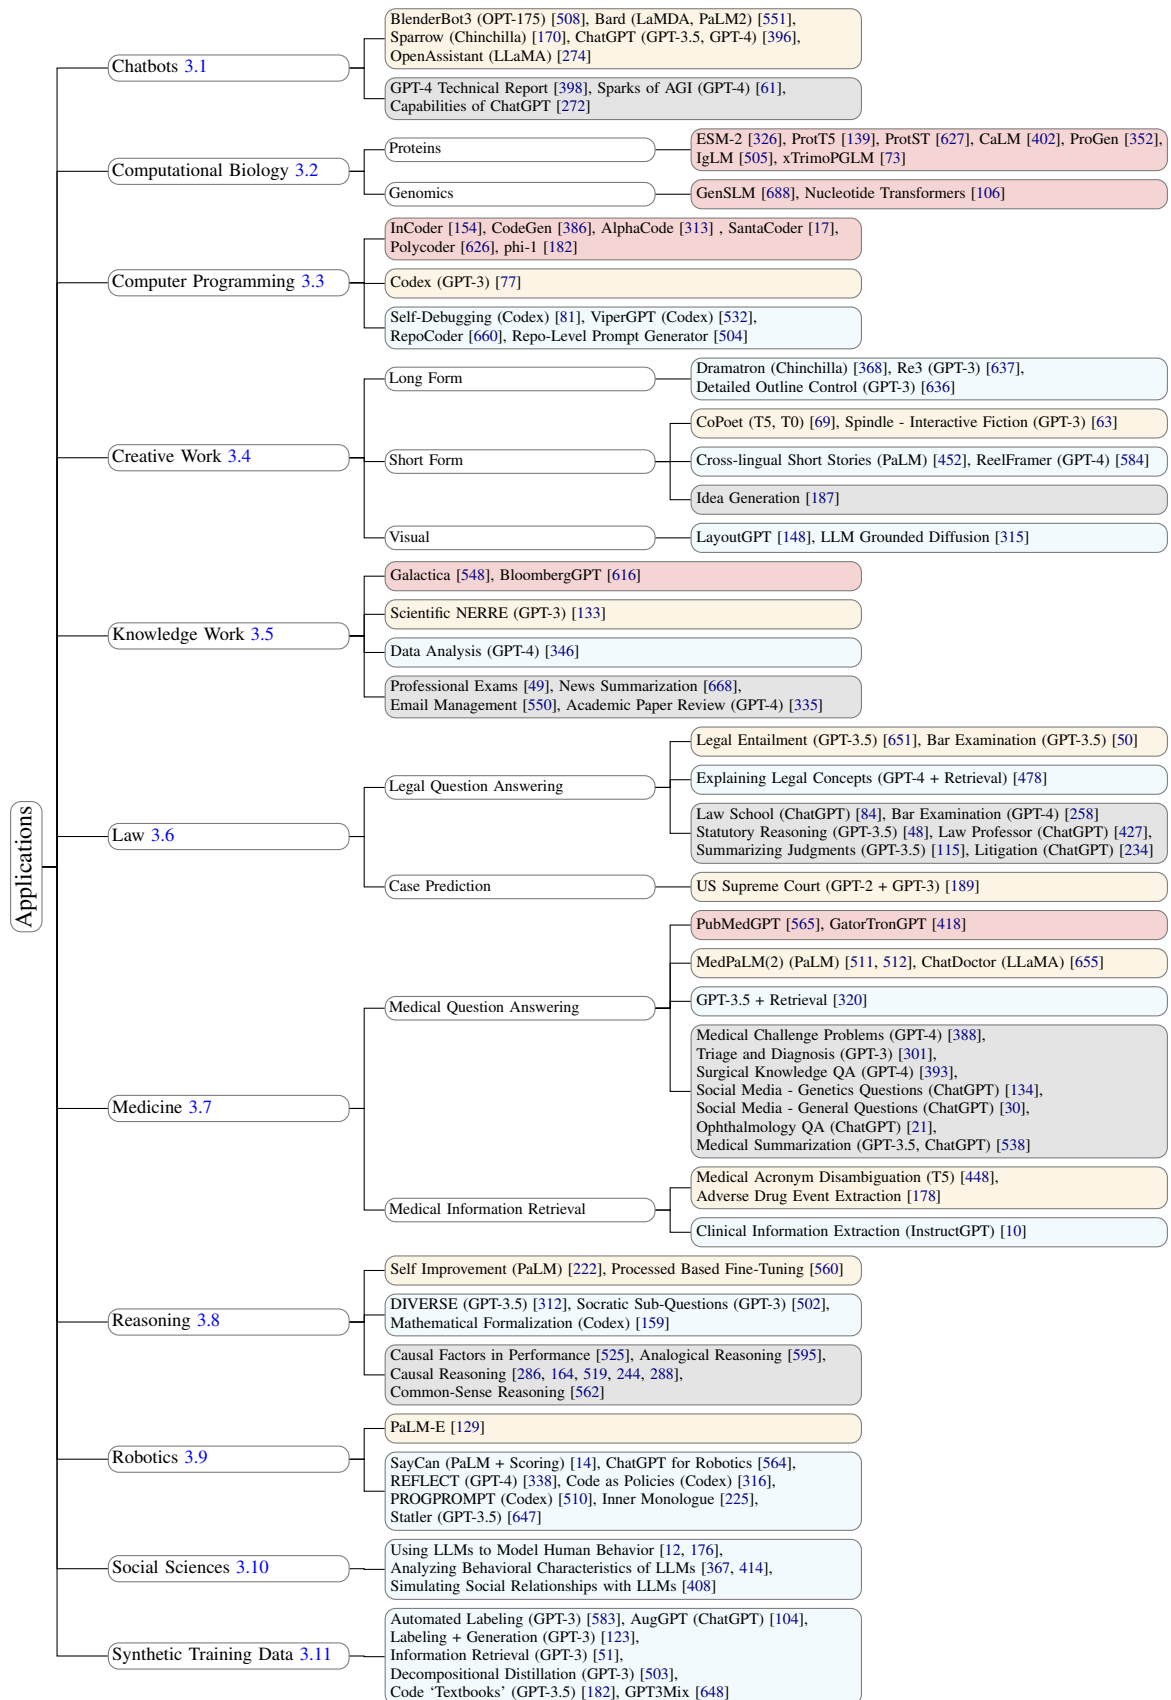 Applications
Chatbots 3.1
BlenderBot3 (OPT-175) [508], Bard (LaMDA, PaLM2) [551],
Sparrow (Chinchilla) [170], ChatGPT (GPT-3.5, GPT-4) [396],
OpenAssistant (LLaMA) [274]
GPT-4 Technical Report [398], Sparks of AGI (GPT-4) [61],
Capabilities of ChatGPT [272]
Computational Biology 3.2
Proteins
ESM-2 [326], ProtT5 [139], ProtST [627], CaLM [402], ProGen [352],
IgLM [505], xTrimoPGLM [73]
Genomics
GenSLM [688], Nucleotide Transformers [106]
Computer Programming 3.3
InCoder [154], CodeGen [386], AlphaCode [313] , SantaCoder [17],
Polycoder [626], phi-1 [182]
Codex (GPT-3) [77]
Self-Debugging (Codex) [81], ViperGPT (Codex) [532],
RepoCoder [660], Repo-Level Prompt Generator [504]
Creative Work 3.4
Long Form
Dramatron (Chinchilla) [368], Re3 (GPT-3) [637],
Detailed Outline Control (GPT-3) [636]
Short Form
CoPoet (T5, T0) [69], Spindle - Interactive Fiction (GPT-3) [63]
Cross-lingual Short Stories (PaLM) [452], ReelFramer (GPT-4) [584]
Idea Generation [187]
Visual
LayoutGPT [148], LLM Grounded Diffusion [315]
Knowledge Work 3.5
Galactica [548], BloombergGPT [616]
Scientific NERRE (GPT-3) [133]
Data Analysis (GPT-4) [346]
Professional Exams [49], News Summarization [668],
Email Management [550], Academic Paper Review (GPT-4) [335]
Law 3.6
Legal Question Answering
Legal Entailment (GPT-3.5) [651], Bar Examination (GPT-3.5) [50]
Explaining Legal Concepts (GPT-4 + Retrieval) [478]
Law School (ChatGPT) [84], Bar Examination (GPT-4) [258]
Statutory Reasoning (GPT-3.5) [48], Law Professor (ChatGPT) [427],
Summarizing Judgments (GPT-3.5) [115], Litigation (ChatGPT) [234]
Case Prediction
US Supreme Court (GPT-2 + GPT-3) [189]
Medicine 3.7
Medical Question Answering
PubMedGPT [565], GatorTronGPT [418]
MedPaLM(2) (PaLM) [511, 512], ChatDoctor (LLaMA) [655]
GPT-3.5 + Retrieval [320]
Medical Challenge Problems (GPT-4) [388],
Triage and Diagnosis (GPT-3) [301],
Surgical Knowledge QA (GPT-4) [393],
Social Media - Genetics Questions (ChatGPT) [134],
Social Media - General Questions (ChatGPT) [30],
Ophthalmology QA (ChatGPT) [21],
Medical Summarization (GPT-3.5, ChatGPT) [538]
Medical Information Retrieval
Medical Acronym Disambiguation (T5) [448],
Adverse Drug Event Extraction [178]
Clinical Information Extraction (InstructGPT) [10]
Reasoning 3.8
Self Improvement (PaLM) [222], Processed Based Fine-Tuning [560]
DIVERSE (GPT-3.5) [312], Socratic Sub-Questions (GPT-3) [502],
Mathematical Formalization (Codex) [159]
Causal Factors in Performance [525], Analogical Reasoning [595],
Causal Reasoning [286, 164, 519, 244, 288],
Common-Sense Reasoning [562]
Robotics 3.9
PaLM-E [129]
SayCan (PaLM + Scoring) [14], ChatGPT for Robotics [564],
REFLECT (GPT-4) [338], Code as Policies (Codex) [316],
PROGPROMPT (Codex) [510], Inner Monologue [225],
Statler (GPT-3.5) [647]
Social Sciences 3.10
Using LLMs to Model Human Behavior [12, 176],
Analyzing Behavioral Characteristics of LLMs [367, 414],
Simulating Social Relationships with LLMs [408]
Synthetic Training Data 3.11
Automated Labeling (GPT-3) [583], AugGPT (ChatGPT) [104],
Labeling + Generation (GPT-3) [123],
Information Retrieval (GPT-3) [51],
Decompositional Distillation (GPT-3) [503],
Code ‘Textbooks’ (GPT-3.5) [182], GPT3Mix [648]